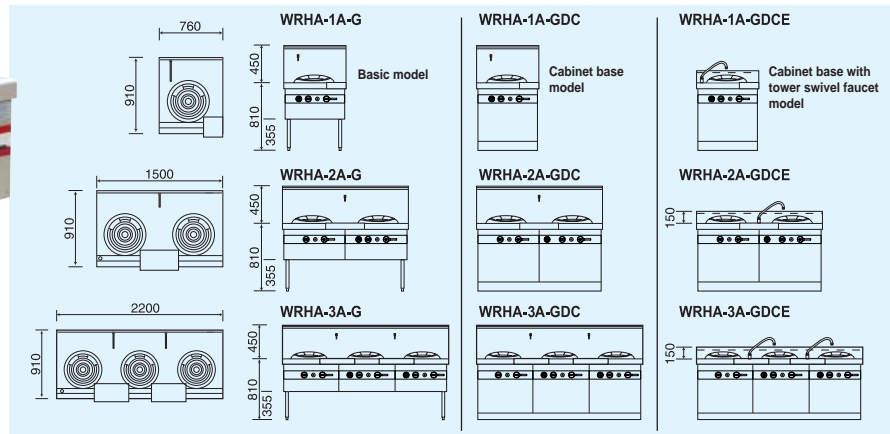 760
910
WRHA-1A-G
450
810
355
Basic model
WRHA-1A-GDC
Cabinet base
model
WRHA-1A-GDCE
Cabinet base with
tower swivel faucet
model
1500
910
WRHA-2A-G
450
810
355
WRHA-2A-GDC
WRHA-2A-GDCE
150
2200
910
WRHA-3A-G
450
810
355
WRHA-3A-GDC
WRHA-3A-GDCE
150